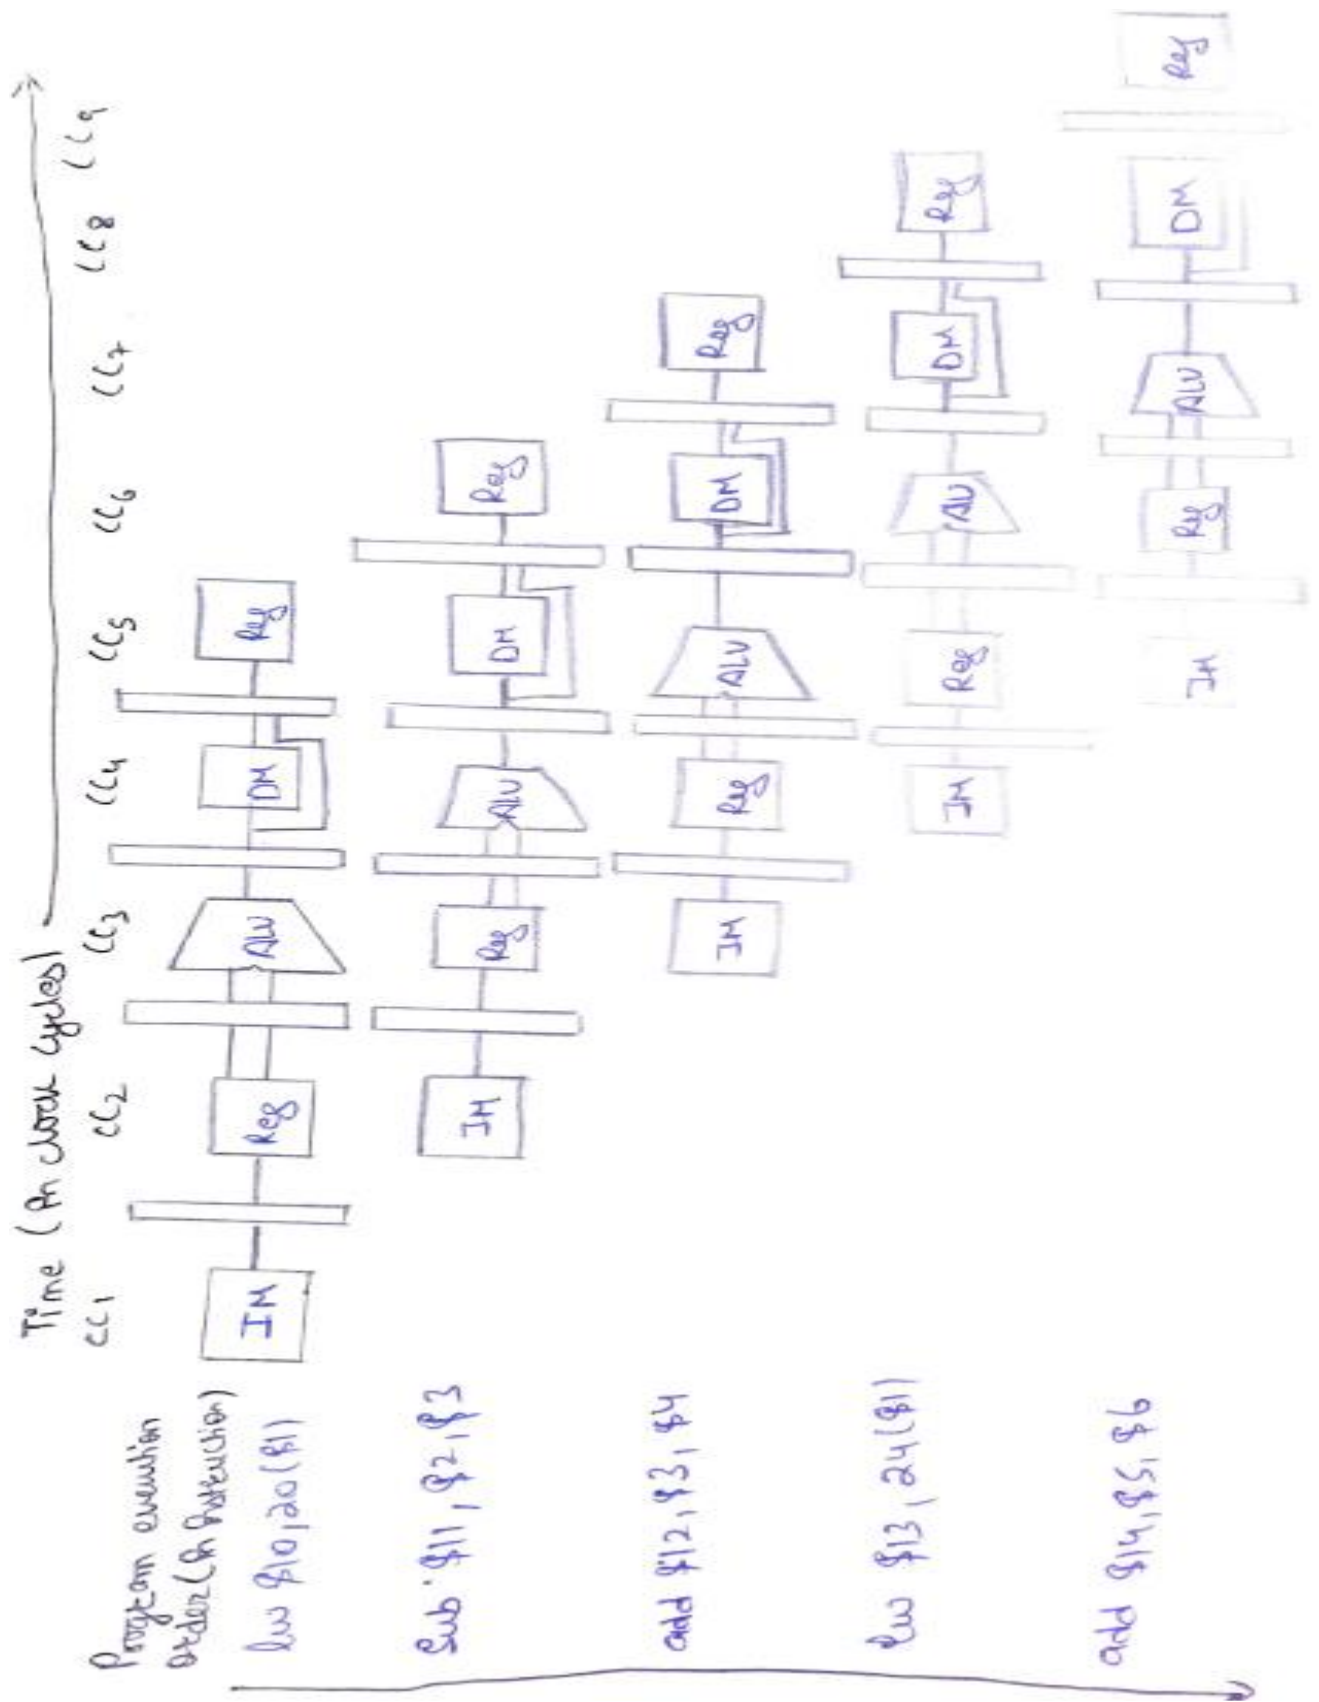 Time (in clock cycles)
CC1 CC2 CC3 CC4 CC5 CC6 CC7 CC8 CC9
Program execution
order (in instruction)
lw $10, 20($1)
IM Reg ALU DM Reg
Sub $11, $2, $3
IM Reg ALU DM Reg
add $12, $3, $4
IM Reg ALU DM Reg
lw $13, 24($1)
IM Reg ALU DM Reg
add $14, $5, $6
IM Reg ALU DM Reg